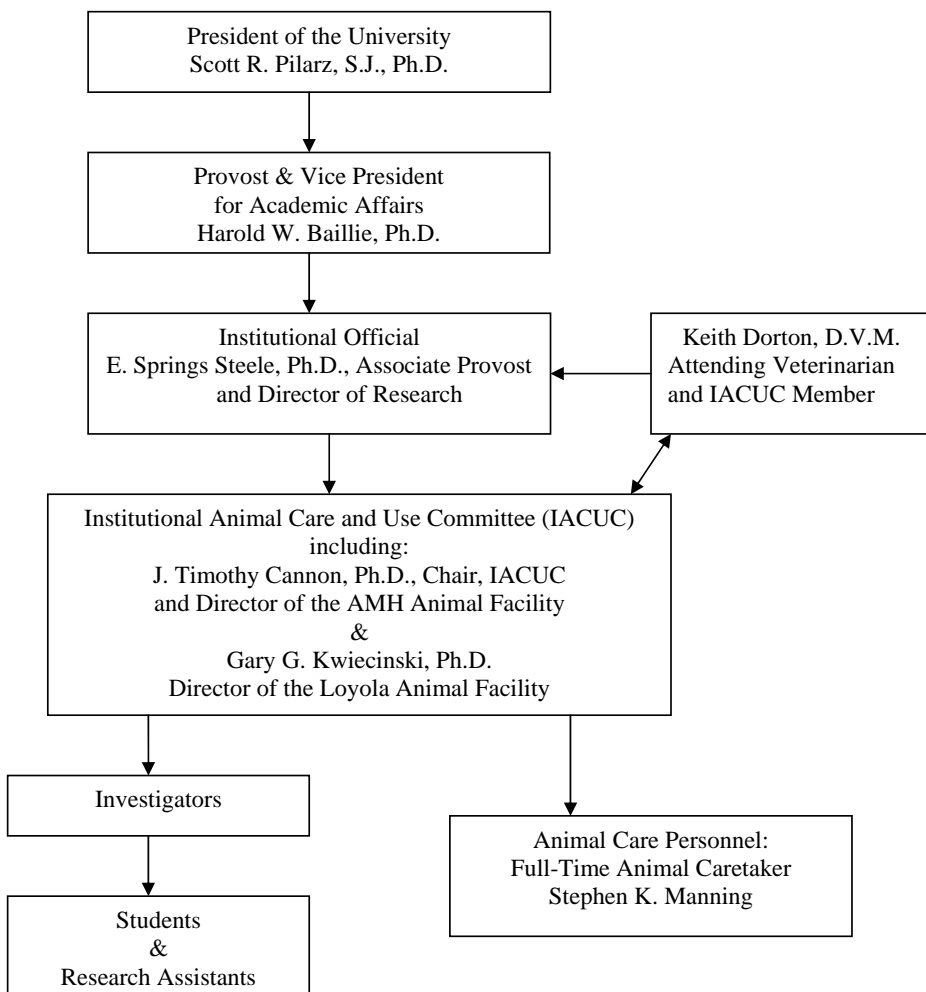 President of the University
Scott R. Pilarz, S.J., Ph.D.
Provost & Vice President
for Academic Affairs
Harold W. Baillie, Ph.D.
Institutional Official
E. Springs Steele, Ph.D., Associate Provost
and Director of Research
Keith Dorton, D.V.M.
Attending Veterinarian
and IACUC Member
Institutional Animal Care and Use Committee (IACUC)
including:
J. Timothy Cannon, Ph.D., Chair, IACUC
and Director of the AMH Animal Facility
&
Gary G. Kwiecinski, Ph.D.
Director of the Loyola Animal Facility
Investigators
Animal Care Personnel:
Full-Time Animal Caretaker
Stephen K. Manning
Students
&
Research Assistants